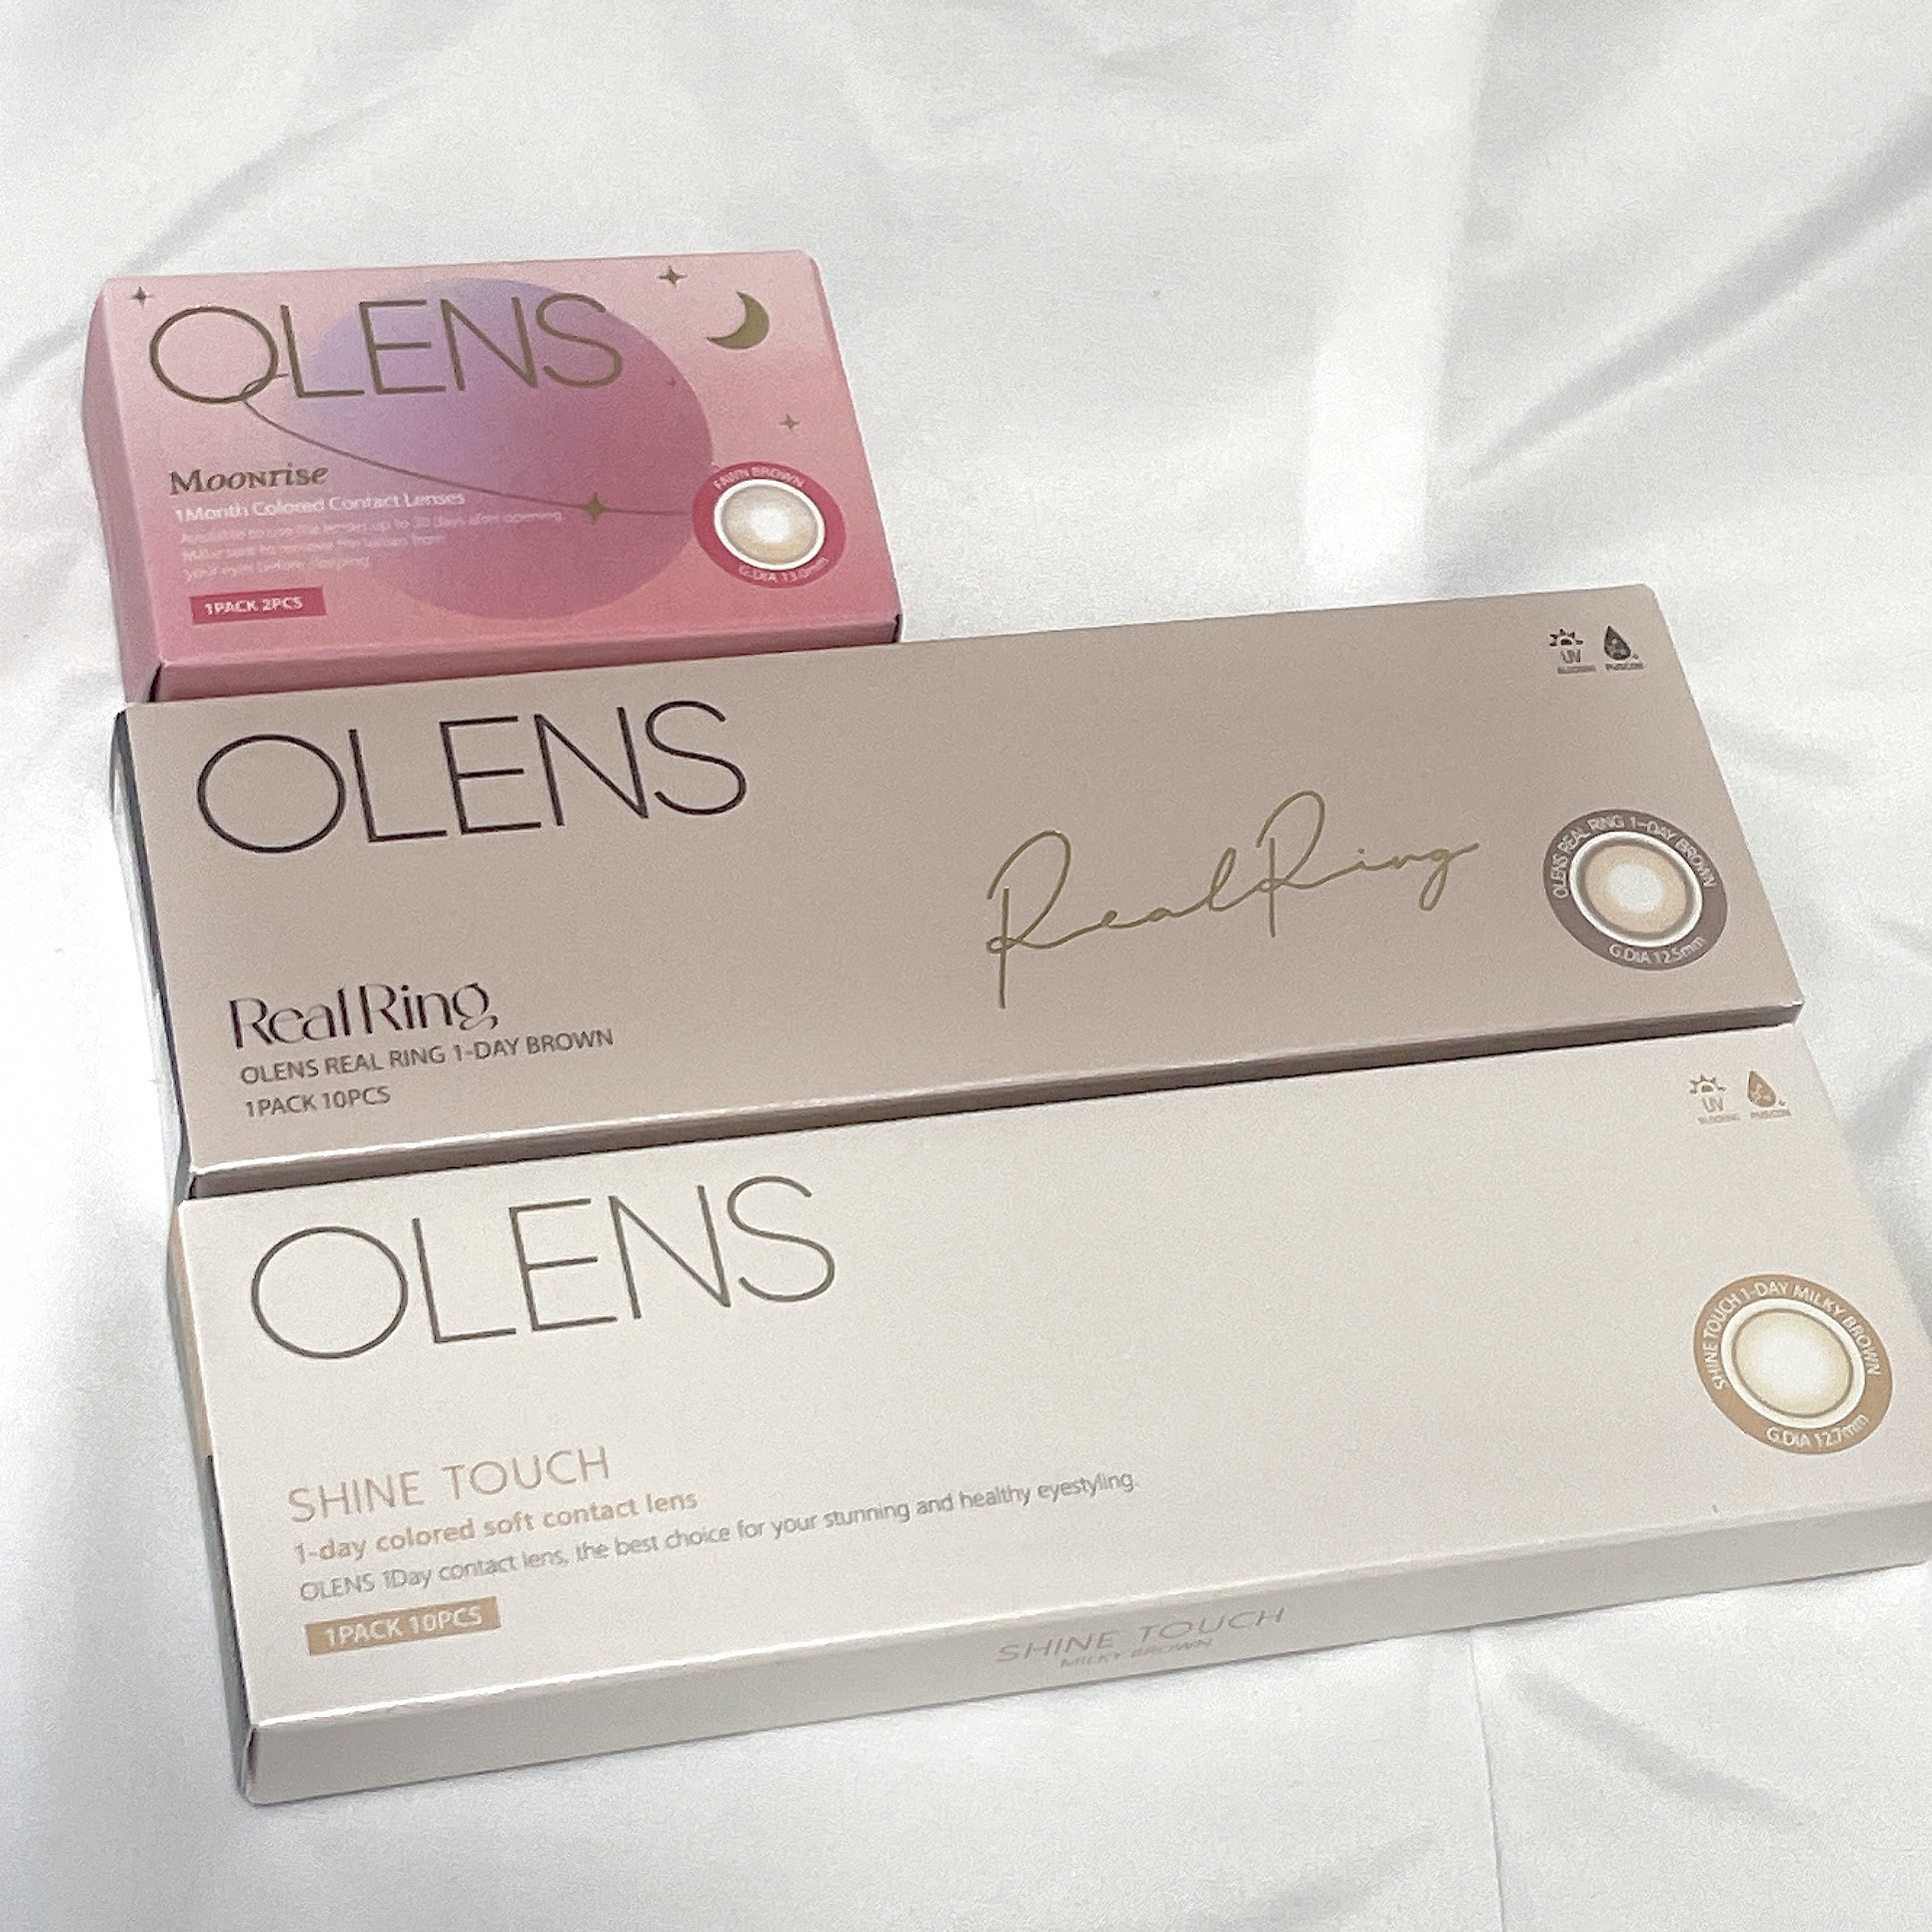 OLENS
Moonrise
1Month Colored Contact Lenses
Available to use the lenses up to 30 days after opening.
Make sure to remove the lenses from
your eyes before sleeping
1PACK 2PCS
FAWN BROWN
G.DIA 13.0mm
OLENS
UV
RealRing
OLENS REAL RING 1-DAY BROWN
G.DIA 12.5mm
RealRing
OLENS REAL RING 1-DAY BROWN
1PACK 10PCS
OLENS
UV
SHINE TOUCH 1-DAY MILKY BROWN
G.DIA 12.7mm
SHINE TOUCH
1-day colored soft contact lens
OLENS 1Day contact lens, the best choice for your stunning and healthy eyestyling.
1PACK 10PCS
SHINE TOUCH
MILKY BROWN